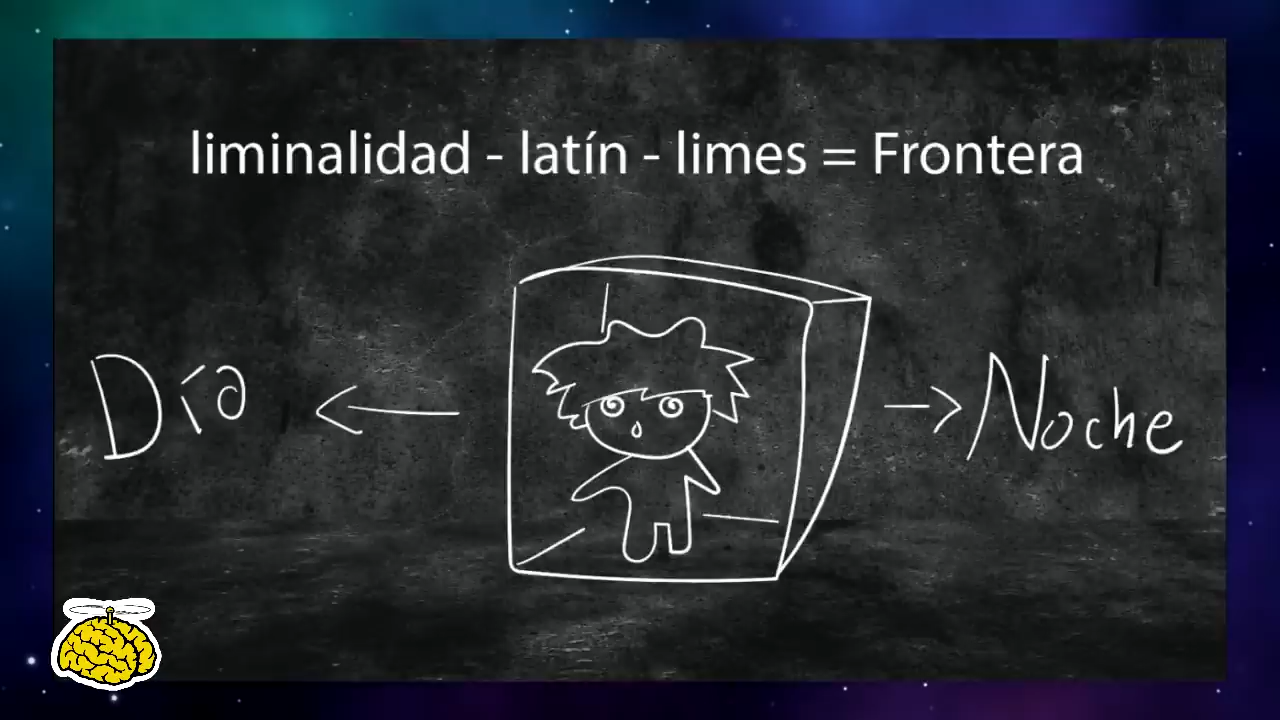 liminalidad - latín - limes = Frontera
Día
Noche